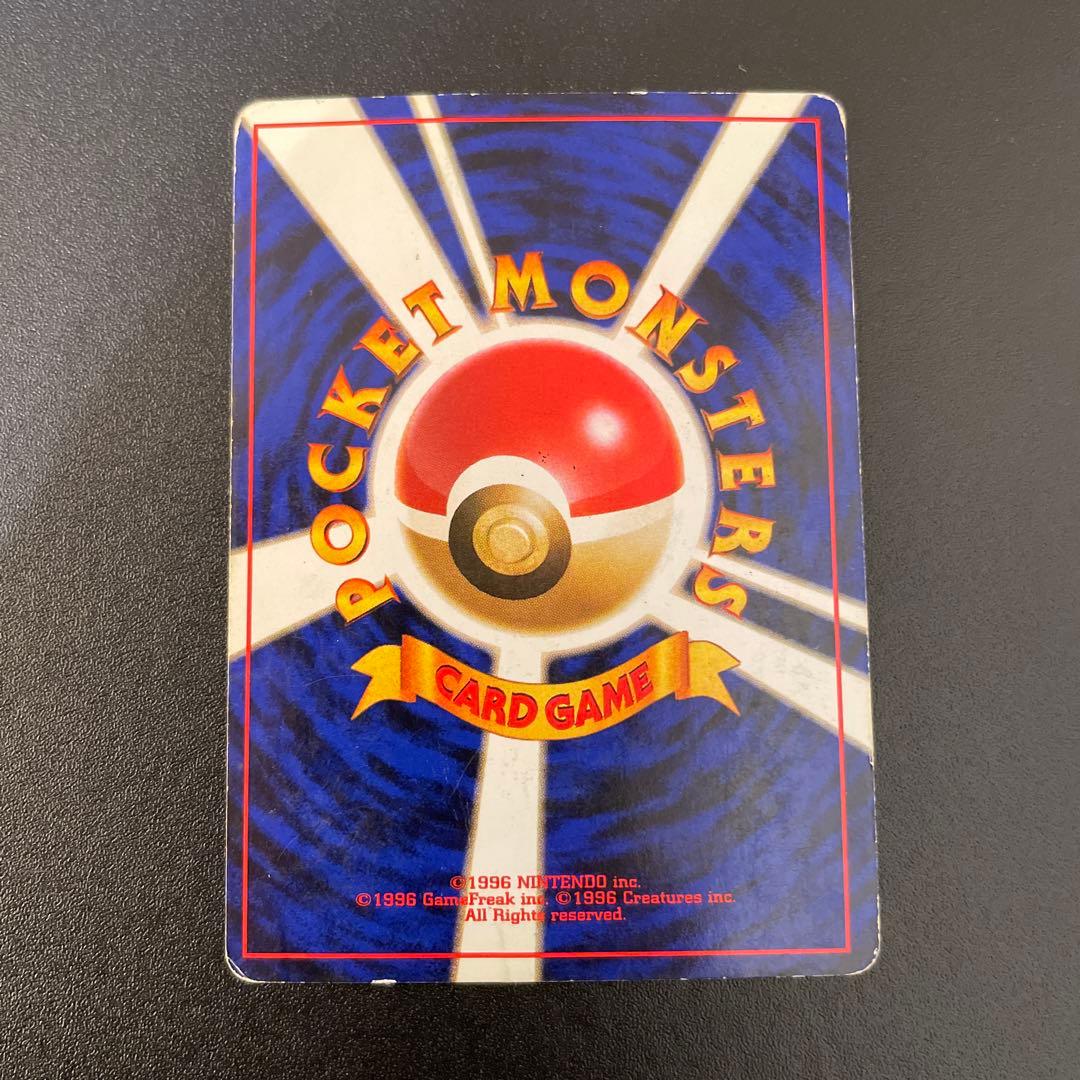 POCKET MONSTERS
CARD GAME
©1996 NINTENDO inc.
©1996 GameFreak inc. ©1996 Creatures inc.
All Rights reserved.